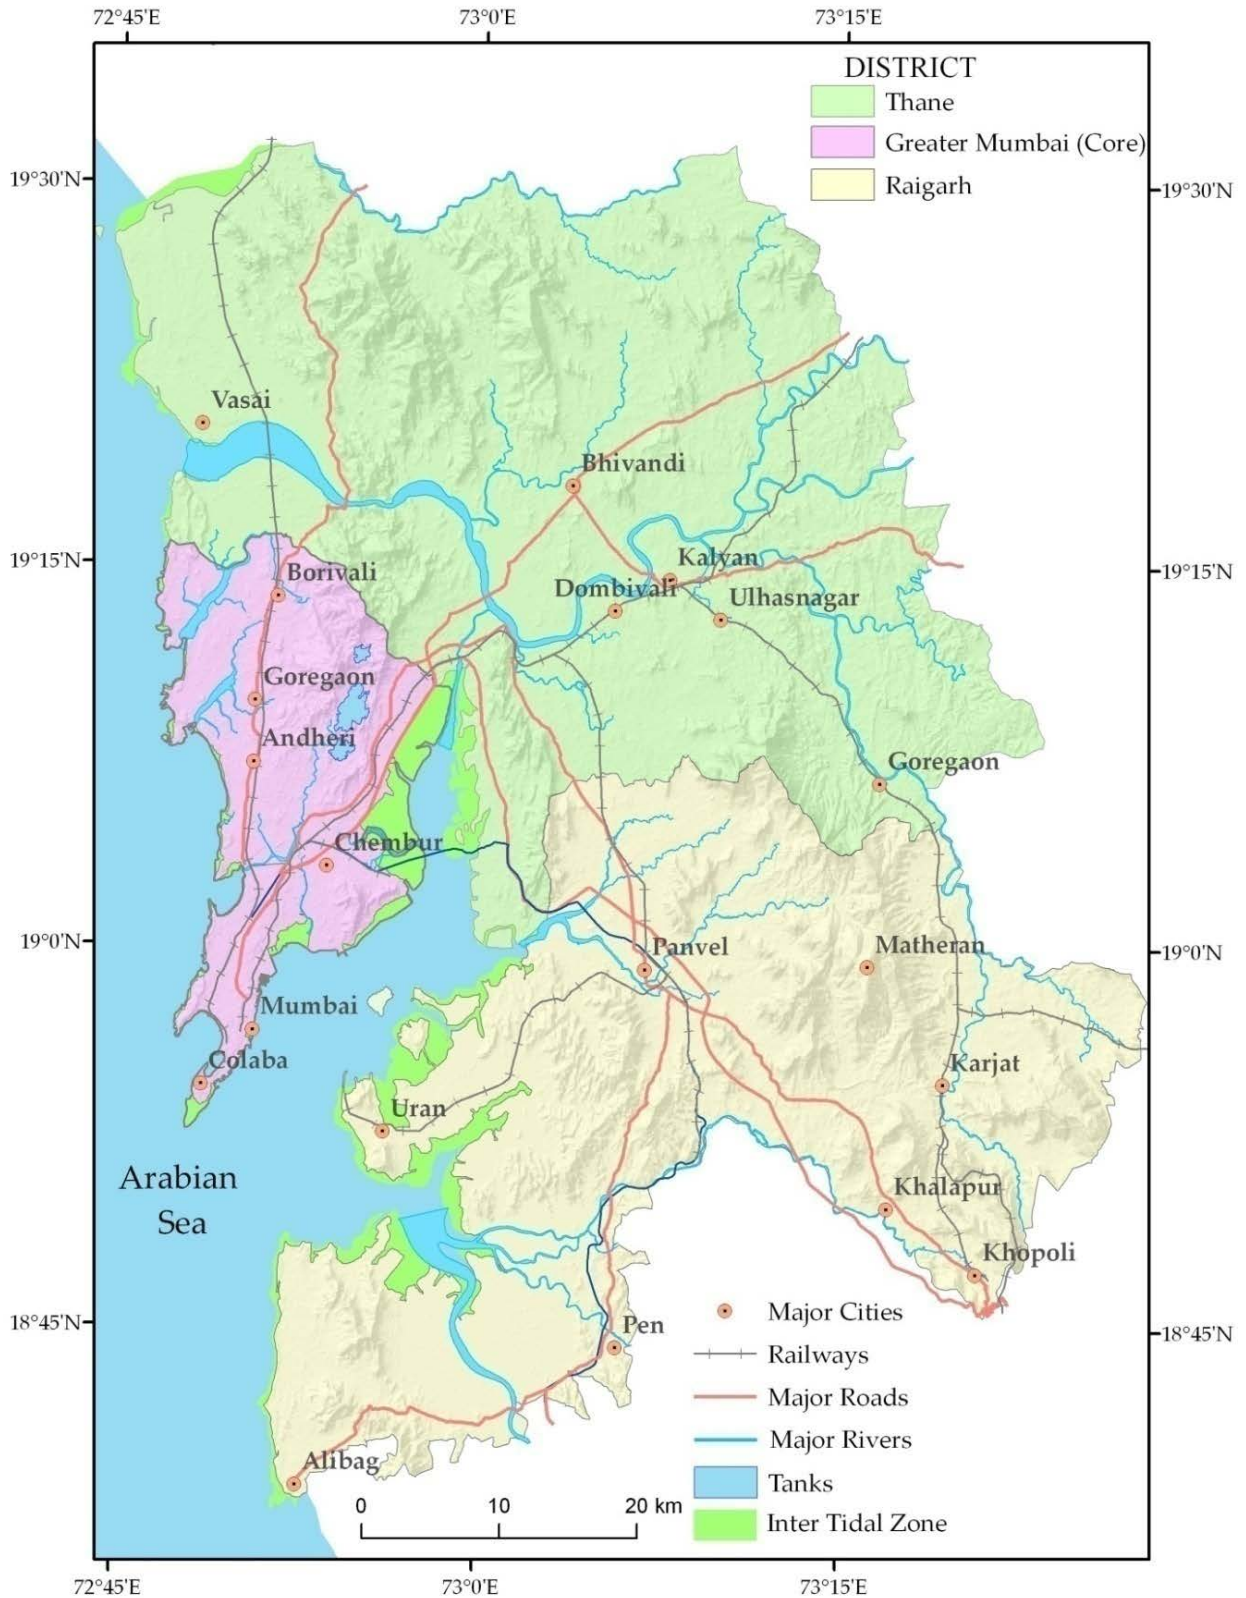 72°45'E 73°0'E 73°15'E
DISTRICT
Thane
Greater Mumbai (Core)
Raigarh
19°30'N 19°30'N
Vasai
Bhivandi
19°15'N 19°15'N
Kalyan
Borivali
Dombivali
Ulhasnagar
Goregaon
Andheri
Goregaon
Chembur
19°0'N 19°0'N
Panvel
Matheran
Mumbai
Colaba
Karjat
Uran
Arabian
Sea
Khalapur
Khopoli
18°45'N 18°45'N
Pen
Major Cities
Railways
Major Roads
Major Rivers
Alibag
Tanks
0 10 20 km
Inter Tidal Zone
72°45'E 73°0'E 73°15'E